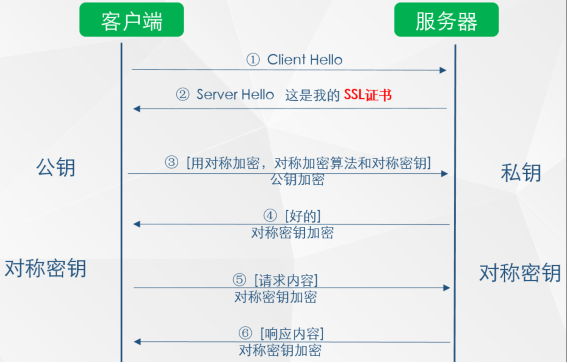 客户端 服务器
① Client Hello
② Server Hello 这是我的 SSL证书
公钥
③ [用对称加密，对称加密算法和对称密钥]
公钥加密
私钥
④ [好的]
对称密钥加密
对称密钥
对称密钥
⑤ [请求内容]
对称密钥加密
⑥ [响应内容]
对称密钥加密